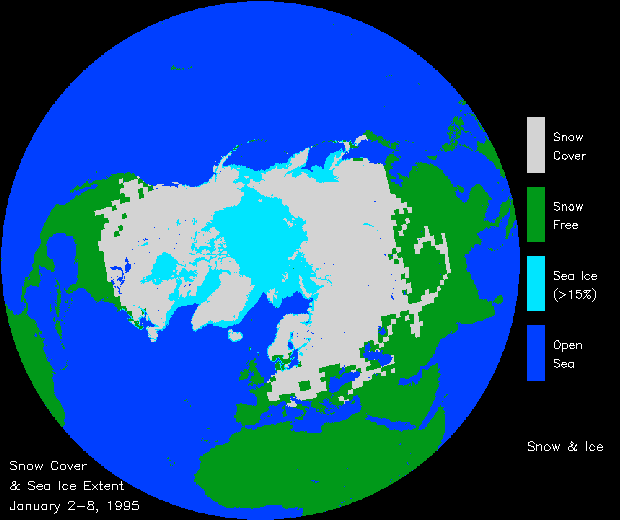 Snow
Cover
Snow
Free
Sea Ice
(>15%)
Open
Sea
Snow & Ice
Snow Cover
& Sea Ice Extent
January 2-8, 1995